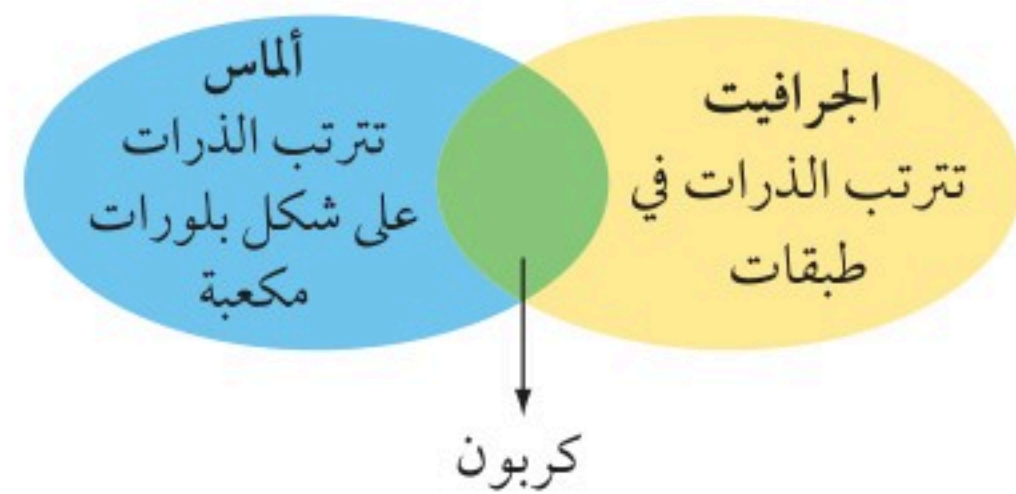 الجرافيت
تترتب الذرات في
طبقات
ألماس
تترتب الذرات
على شكل بلورات
مكعبة
كربون